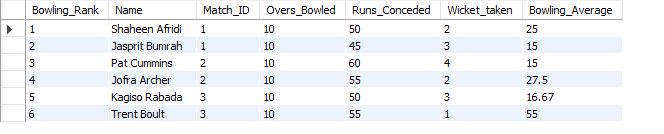 Bowling_Rank Name Match_ID Overs_Bowled Runs_Conceded Wicket_taken Bowling_Average
1 Shaheen Afridi 1 10 50 2 25
2 Jasprit Bumrah 1 10 45 3 15
3 Pat Cummins 2 10 60 4 15
4 Jofra Archer 2 10 55 2 27.5
5 Kagiso Rabada 3 10 50 3 16.67
6 Trent Boult 3 10 55 1 55